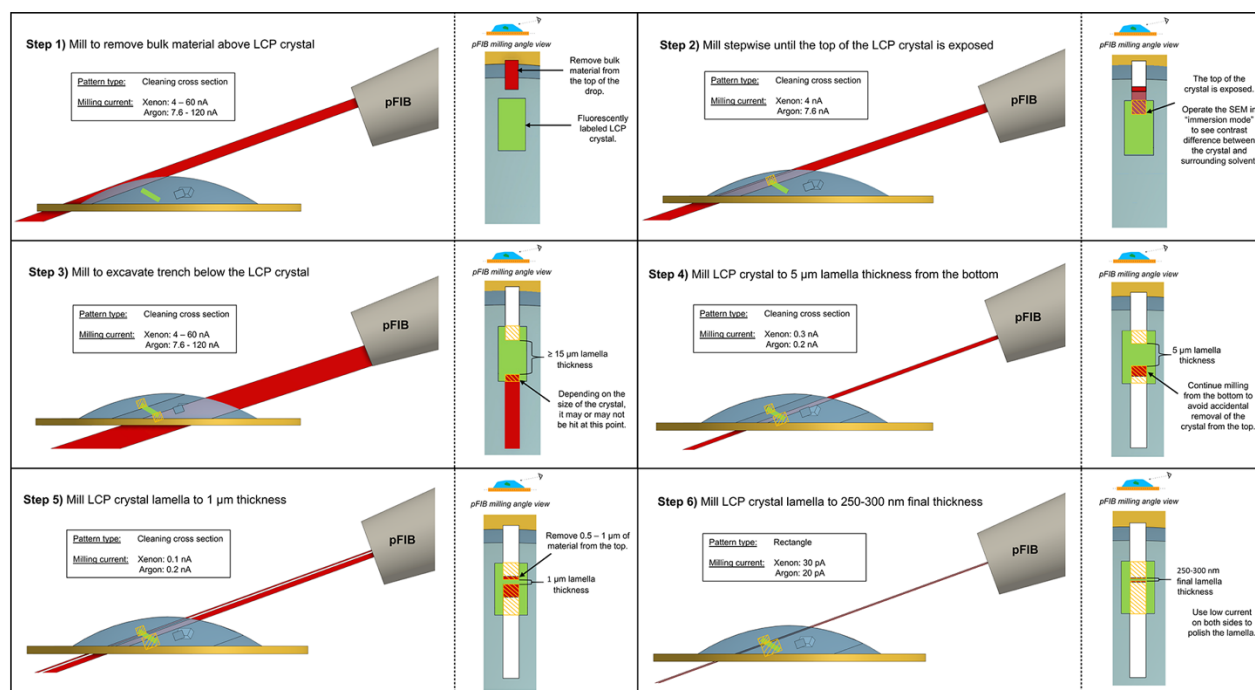 Step 1) Mill to remove bulk material above LCP crystal
Pattern type: Cleaning cross section
Milling current: Xenon: 4 – 60 nA
Argon: 7.6 - 120 nA
pFIB
pFIB milling angle view
Remove bulk
material from
the top of the
drop.
Fluorescently
labeled LCP
crystal.
Step 2) Mill stepwise until the top of the LCP crystal is exposed
Pattern type: Cleaning cross section
Milling current: Xenon: 4 nA
Argon: 7.6 nA
pFIB
pFIB milling angle view
The top of the
crystal is exposed.
Operate the SEM in
“immersion mode”
to see contrast
difference between
the crystal and
surrounding solvent
Step 3) Mill to excavate trench below the LCP crystal
Pattern type: Cleaning cross section
Milling current: Xenon: 4 – 60 nA
Argon: 7.6 - 120 nA
pFIB
pFIB milling angle view
≥ 15 µm lamella
thickness
Depending on the
size of the crystal,
it may or may not
be hit at this point.
Step 4) Mill LCP crystal to 5 µm lamella thickness from the bottom
Pattern type: Cleaning cross section
Milling current: Xenon: 0.3 nA
Argon: 0.2 nA
pFIB
pFIB milling angle view
5 µm lamella
thickness
Continue milling
from the bottom to
avoid accidental
removal of the
crystal from the top.
Step 5) Mill LCP crystal lamella to 1 µm thickness
Pattern type: Cleaning cross section
Milling current: Xenon: 0.1 nA
Argon: 0.2 nA
pFIB
pFIB milling angle view
Remove 0.5 – 1 µm of
material from the top.
1 µm lamella
thickness
Step 6) Mill LCP crystal lamella to 250-300 nm final thickness
Pattern type: Rectangle
Milling current: Xenon: 30 pA
Argon: 20 pA
pFIB
pFIB milling angle view
250-300 nm
final lamella
thickness
Use low current
on both sides to
polish the lamella.